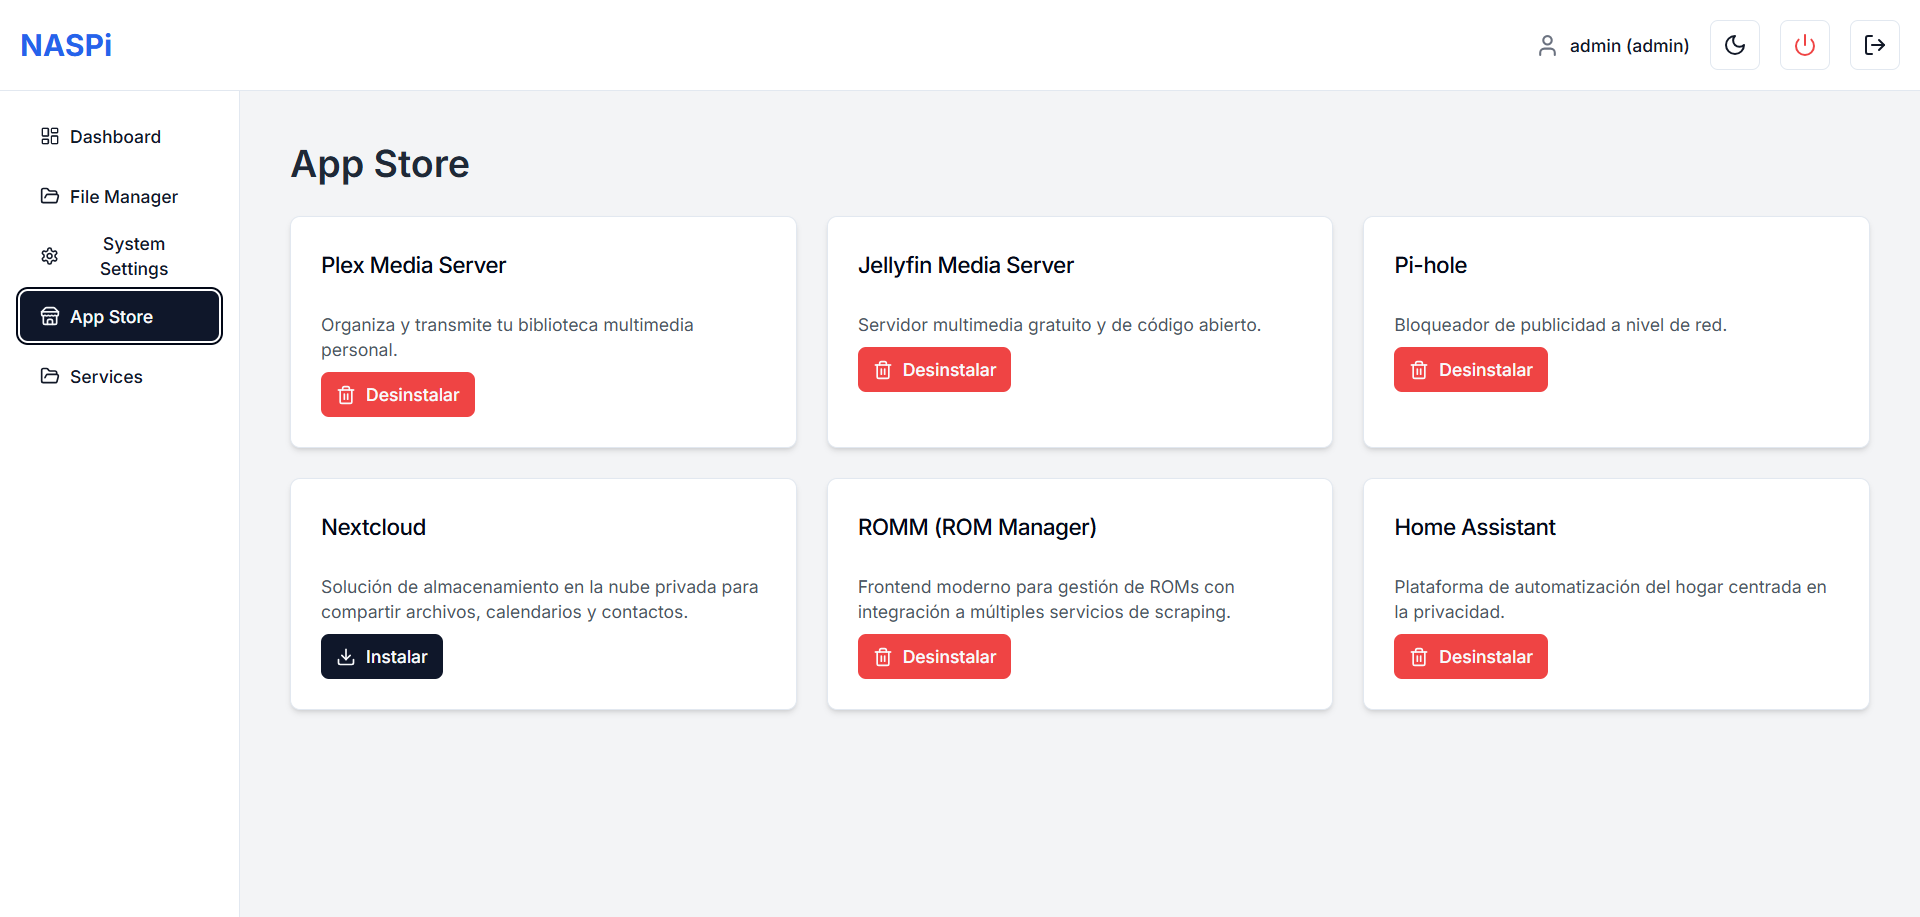 NASPi
admin (admin)
Dashboard
File Manager
System
Settings
App Store
Services
App Store
Plex Media Server
Organiza y transmite tu biblioteca multimedia
personal.
Desinstalar
Jellyfin Media Server
Servidor multimedia gratuito y de código abierto.
Desinstalar
Pi-hole
Bloqueador de publicidad a nivel de red.
Desinstalar
Nextcloud
Solución de almacenamiento en la nube privada para
compartir archivos, calendarios y contactos.
Instalar
ROMM (ROM Manager)
Frontend moderno para gestión de ROMs con
integración a múltiples servicios de scraping.
Desinstalar
Home Assistant
Plataforma de automatización del hogar centrada en
la privacidad.
Desinstalar